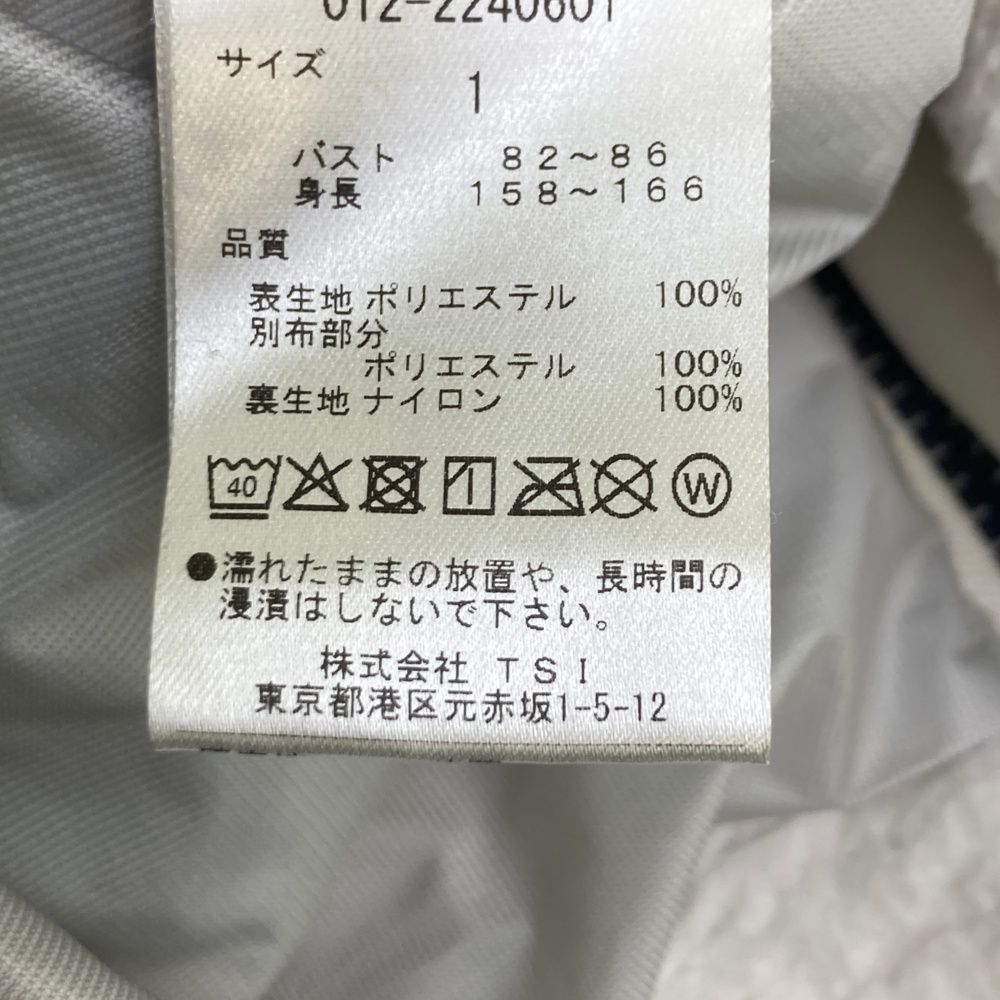 012-2240601
サイズ
1
バスト 82～86
身長 158～166
品質
表生地 ポリエステル 100%
別布部分
ポリエステル 100%
裏生地 ナイロン 100%
40 W
●濡れたままの放置や、長時間の
浸漬はしないで下さい。
株式会社 TSI
東京都港区元赤坂1-5-12